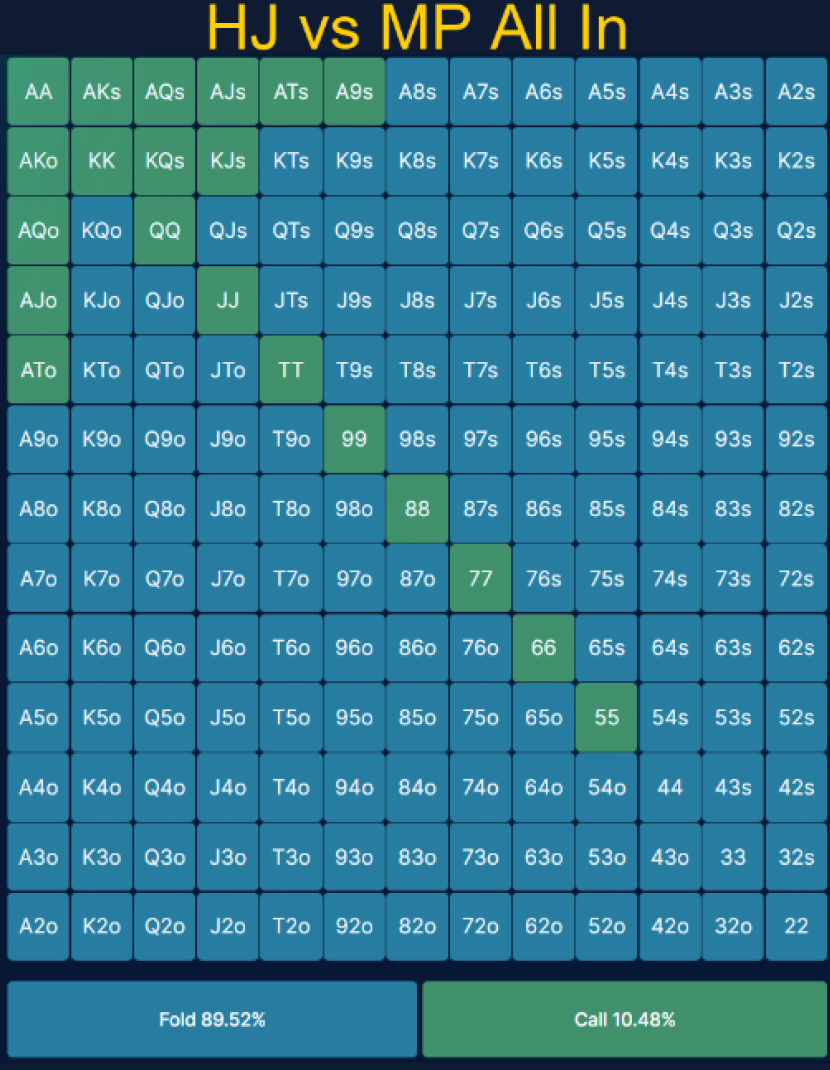 HJ vs MP All In
AA AKs AQs AJs ATs A9s A8s A7s A6s A5s A4s A3s A2s
AKo KK KQs KJs KTs K9s K8s K7s K6s K5s K4s K3s K2s
AQo KQo QQ QJs QTs Q9s Q8s Q7s Q6s Q5s Q4s Q3s Q2s
AJo KJo QJo JJ JTs J9s J8s J7s J6s J5s J4s J3s J2s
ATo KTo QTo JTo TT T9s T8s T7s T6s T5s T4s T3s T2s
A9o K9o Q9o J9o T9o 99 98s 97s 96s 95s 94s 93s 92s
A8o K8o Q8o J8o T8o 98o 88 87s 86s 85s 84s 83s 82s
A7o K7o Q7o J7o T7o 97o 87o 77 76s 75s 74s 73s 72s
A6o K6o Q6o J6o T6o 96o 86o 76o 66 65s 64s 63s 62s
A5o K5o Q5o J5o T5o 95o 85o 75o 65o 55 54s 53s 52s
A4o K4o Q4o J4o T4o 94o 84o 74o 64o 54o 44 43s 42s
A3o K3o Q3o J3o T3o 93o 83o 73o 63o 53o 43o 33 32s
A2o K2o Q2o J2o T2o 92o 82o 72o 62o 52o 42o 32o 22
Fold 89.52% Call 10.48%